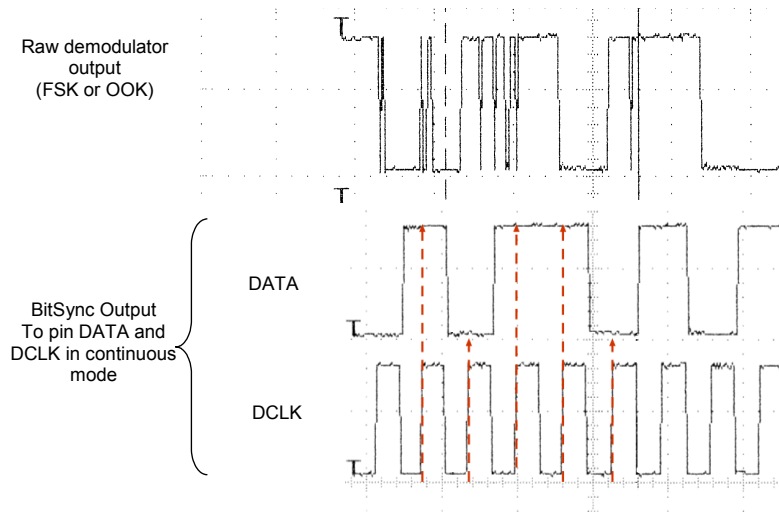 Raw demodulator
output
(FSK or OOK)
DATA
BitSync Output
To pin DATA and
DCLK in continuous
mode
DCLK